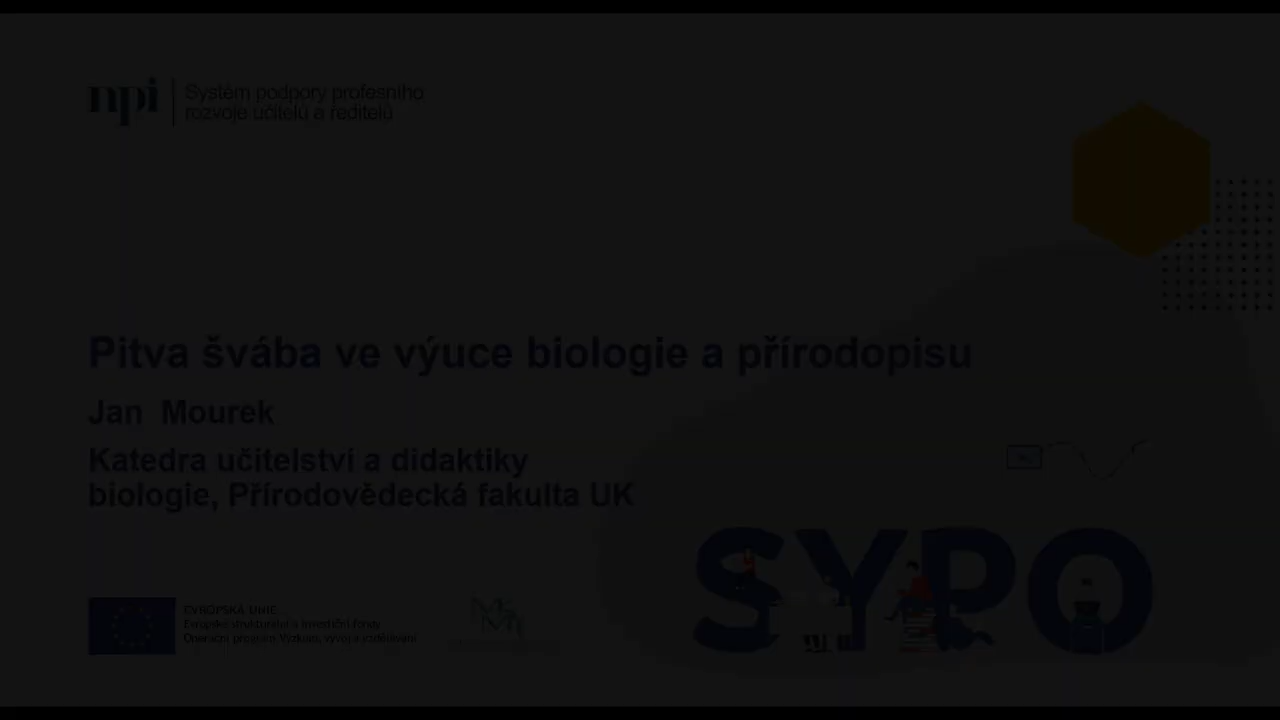 npi
Systém podpory profesního
rozvoje učitelů a ředitelů
Pitva švába ve výuce biologie a přírodopisu
Jan Mourek
Katedra učitelství a didaktiky
biologie, Přírodovědecká fakulta UK
SYPO
EVROPSKÁ UNIE
Evropské strukturální a investiční fondy
Operační program Výzkum, vývoj a vzdělávání